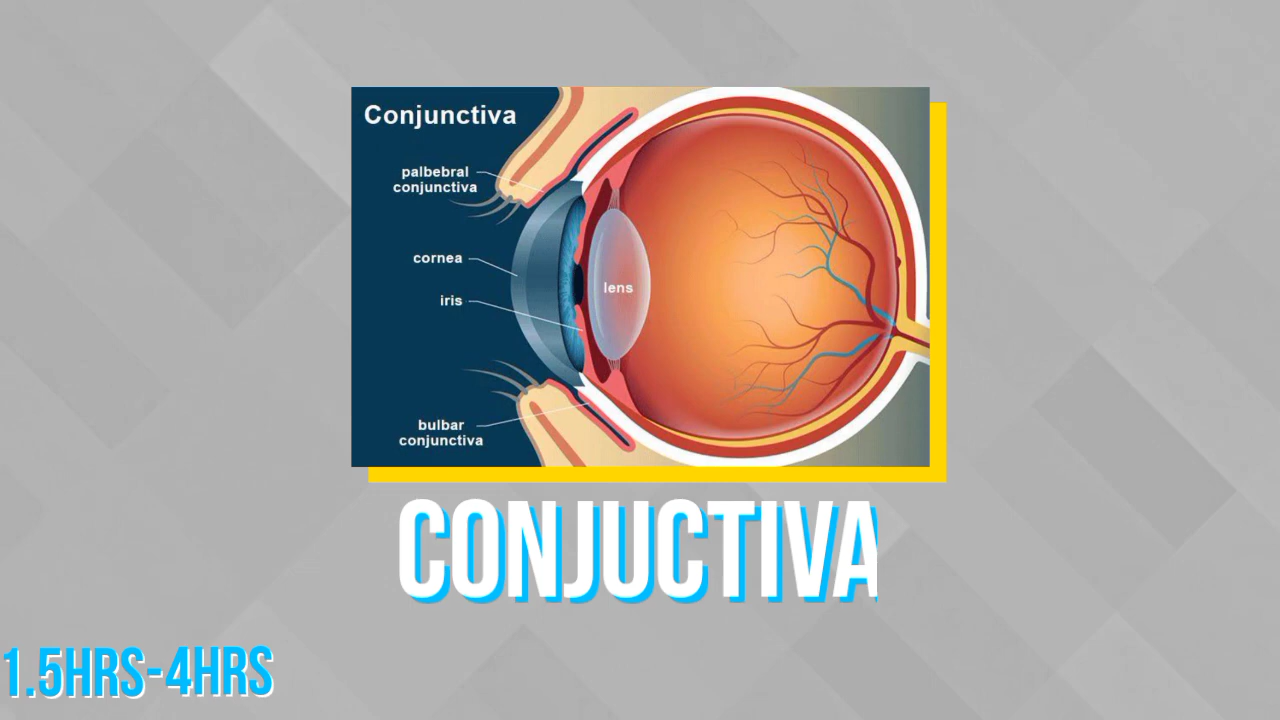 Conjunctiva
palbebral
conjunctiva
cornea
iris
lens
bulbar
conjunctiva
CONJUCTIVA
1.5HRS-4HRS